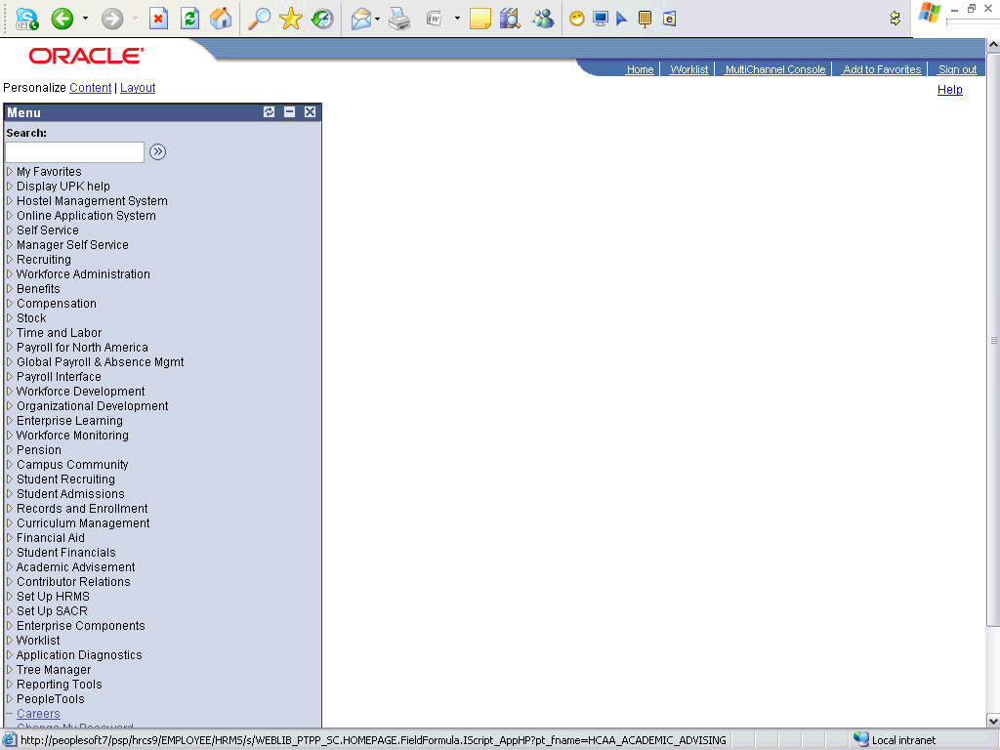 ORACLE®
Home
Worklist
MultiChannel Console
Add to Favorites
Sign out
Personalize Content | Layout
Help
Menu
Search:
My Favorites
Display UPK help
Hostel Management System
Online Application System
Self Service
Manager Self Service
Recruiting
Workforce Administration
Benefits
Compensation
Stock
Time and Labor
Payroll for North America
Global Payroll & Absence Mgmt
Payroll Interface
Workforce Development
Organizational Development
Enterprise Learning
Workforce Monitoring
Pension
Campus Community
Student Recruiting
Student Admissions
Records and Enrollment
Curriculum Management
Financial Aid
Student Financials
Academic Advisement
Contributor Relations
Set Up HRMS
Set Up SACR
Enterprise Components
Worklist
Application Diagnostics
Tree Manager
Reporting Tools
PeopleTools
Careers
Change My Password
http://peoplesoft7/psp/hrcs9/EMPLOYEE/HRMS/s/WEBLIB_PTPP_SC.HOMEPAGE.FieldFormula.IScript_AppHP?pt_fname=HCAA_ACADEMIC_ADVISING
Local intranet